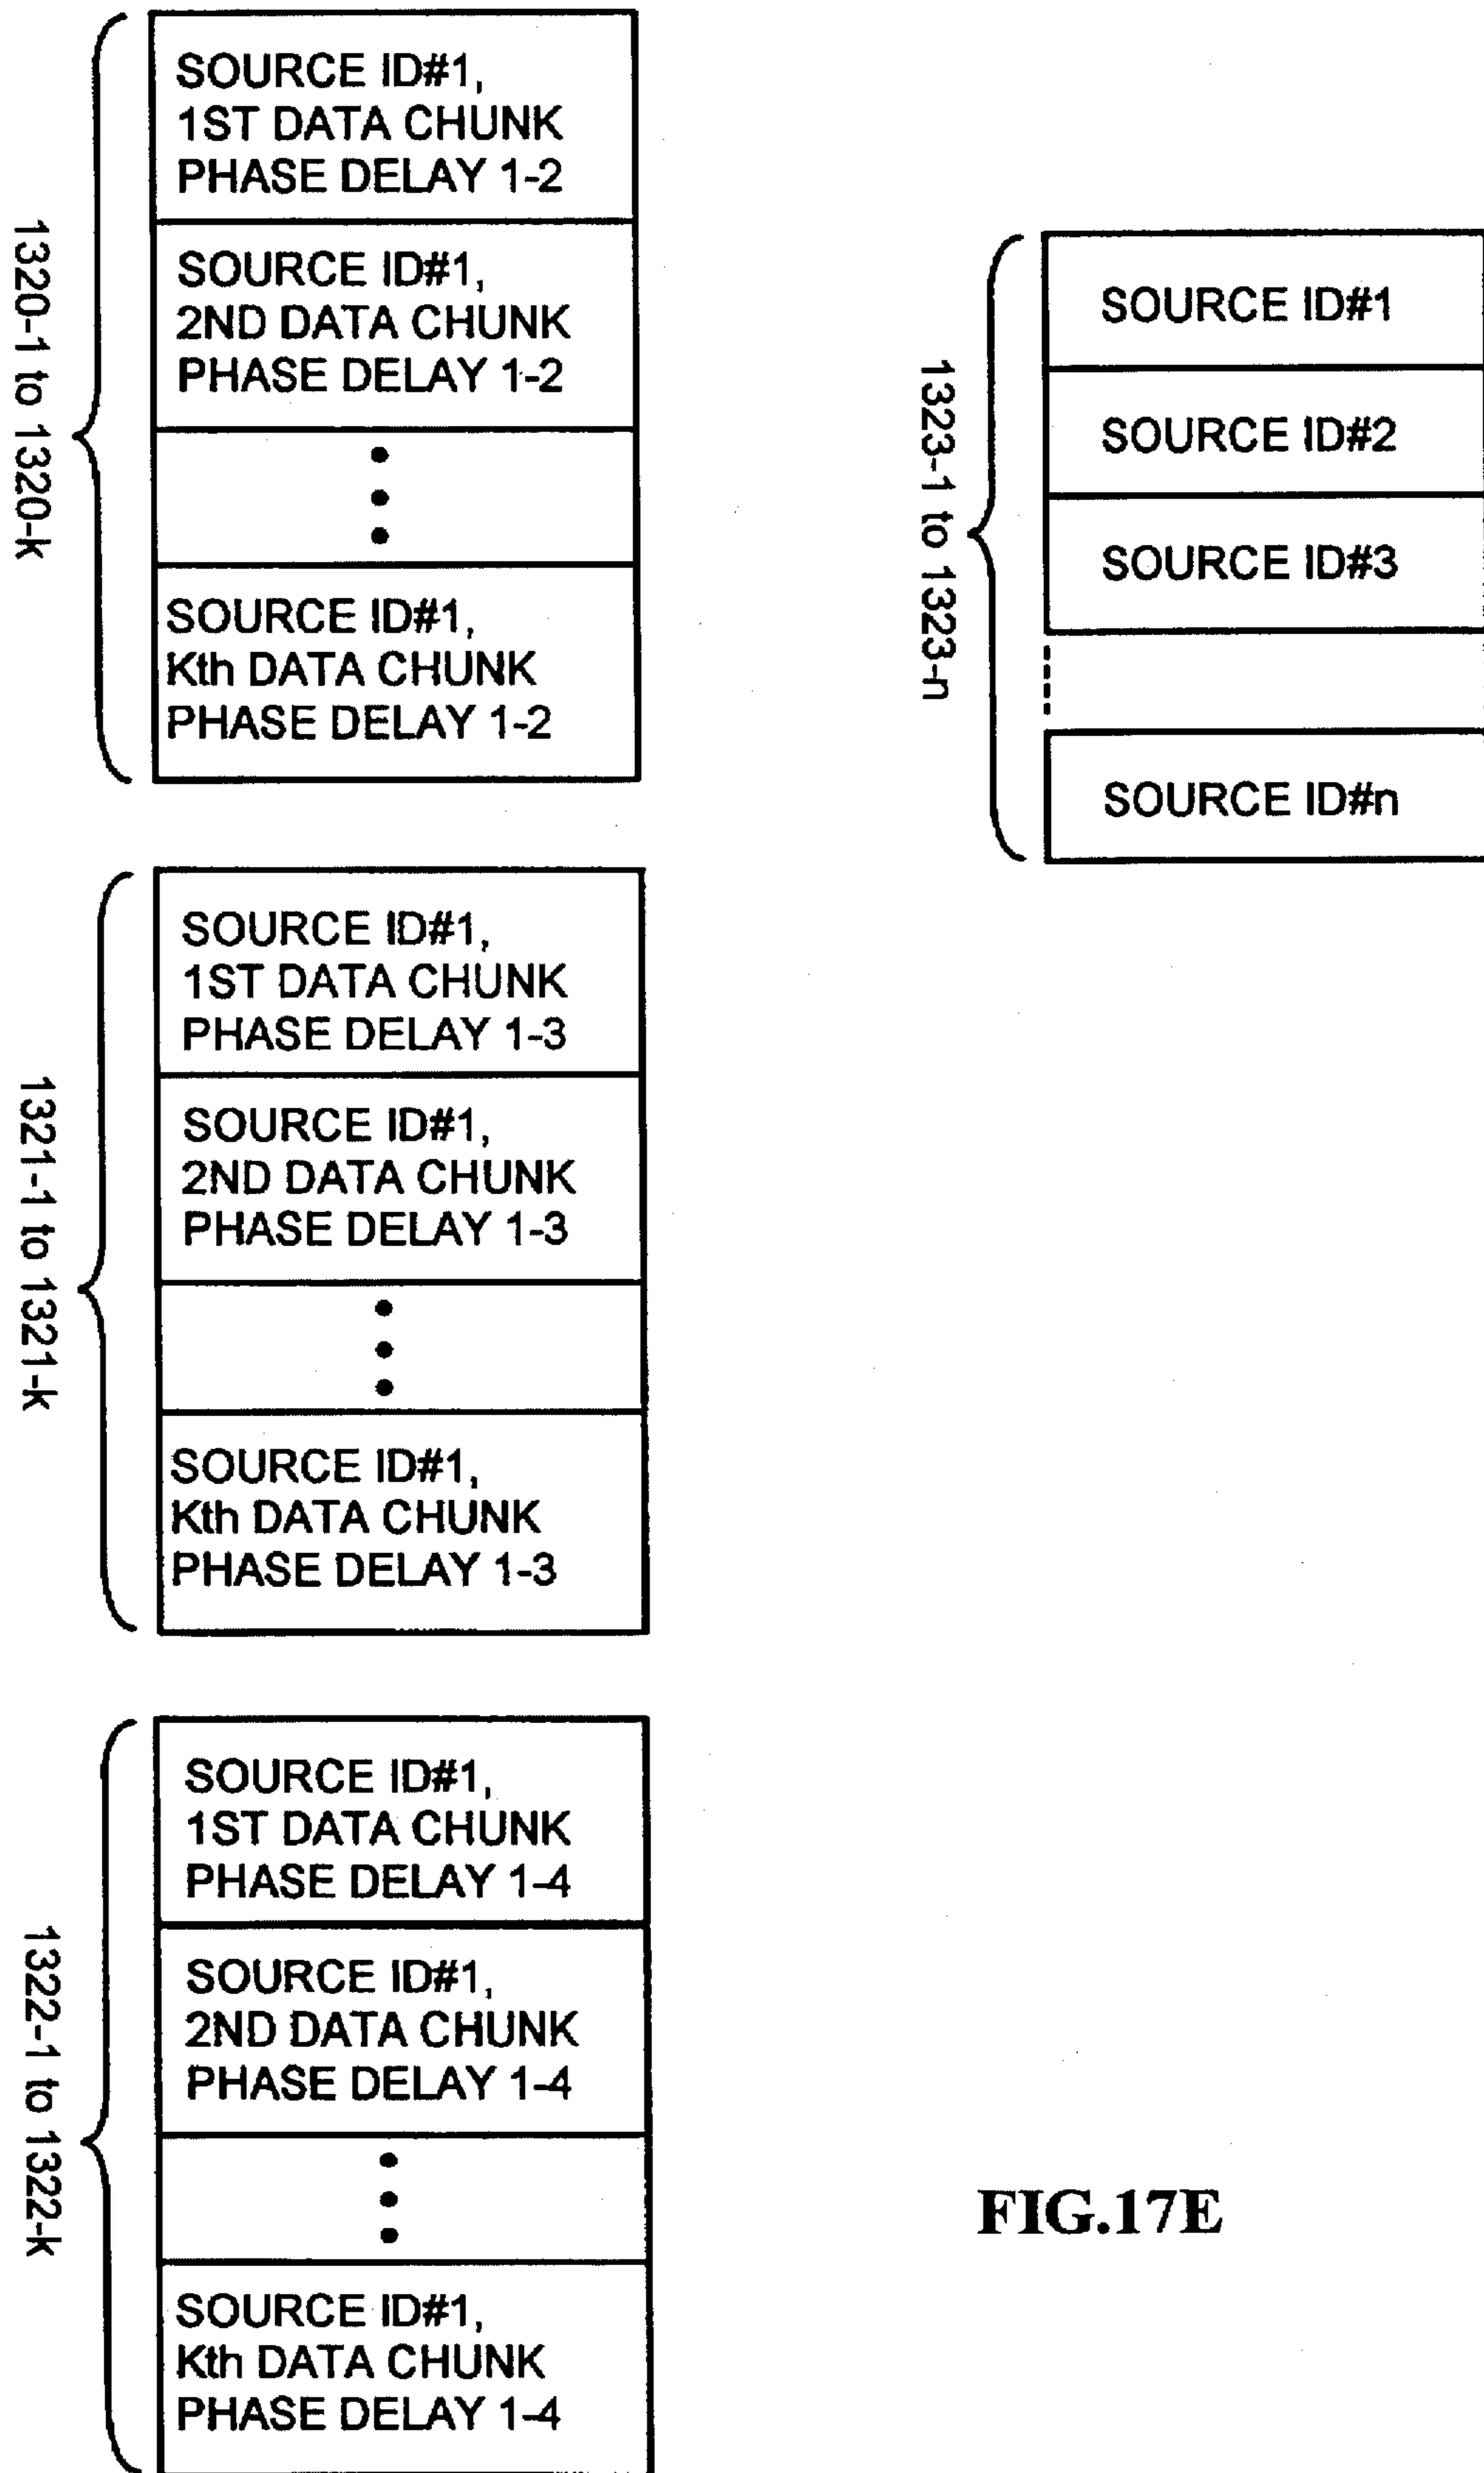 1320-1 to 1320-k
SOURCE ID#1,
1ST DATA CHUNK
PHASE DELAY 1-2
SOURCE ID#1,
2ND DATA CHUNK
PHASE DELAY 1-2
SOURCE ID#1,
Kth DATA CHUNK
PHASE DELAY 1-2
1321-1 to 1321-k
SOURCE ID#1,
1ST DATA CHUNK
PHASE DELAY 1-3
SOURCE ID#1,
2ND DATA CHUNK
PHASE DELAY 1-3
SOURCE ID#1,
Kth DATA CHUNK
PHASE DELAY 1-3
1322-1 to 1322-k
SOURCE ID#1,
1ST DATA CHUNK
PHASE DELAY 1-4
SOURCE ID#1,
2ND DATA CHUNK
PHASE DELAY 1-4
SOURCE ID#1,
Kth DATA CHUNK
PHASE DELAY 1-4
1323-1 to 1323-n
SOURCE ID#1
SOURCE ID#2
SOURCE ID#3
SOURCE ID#n
FIG.17E